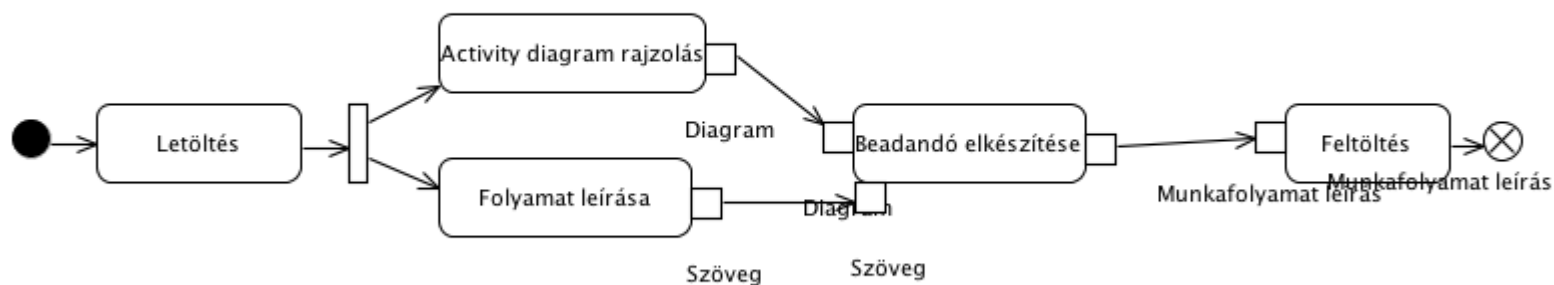 Activity diagram rajzolás
Letöltés
Diagram
Beadandó elkészítése
Feltöltés
Folyamat leírása
Diagram
Munkafolyamat leírás
Munkafolyamat leírás
Szöveg
Szöveg